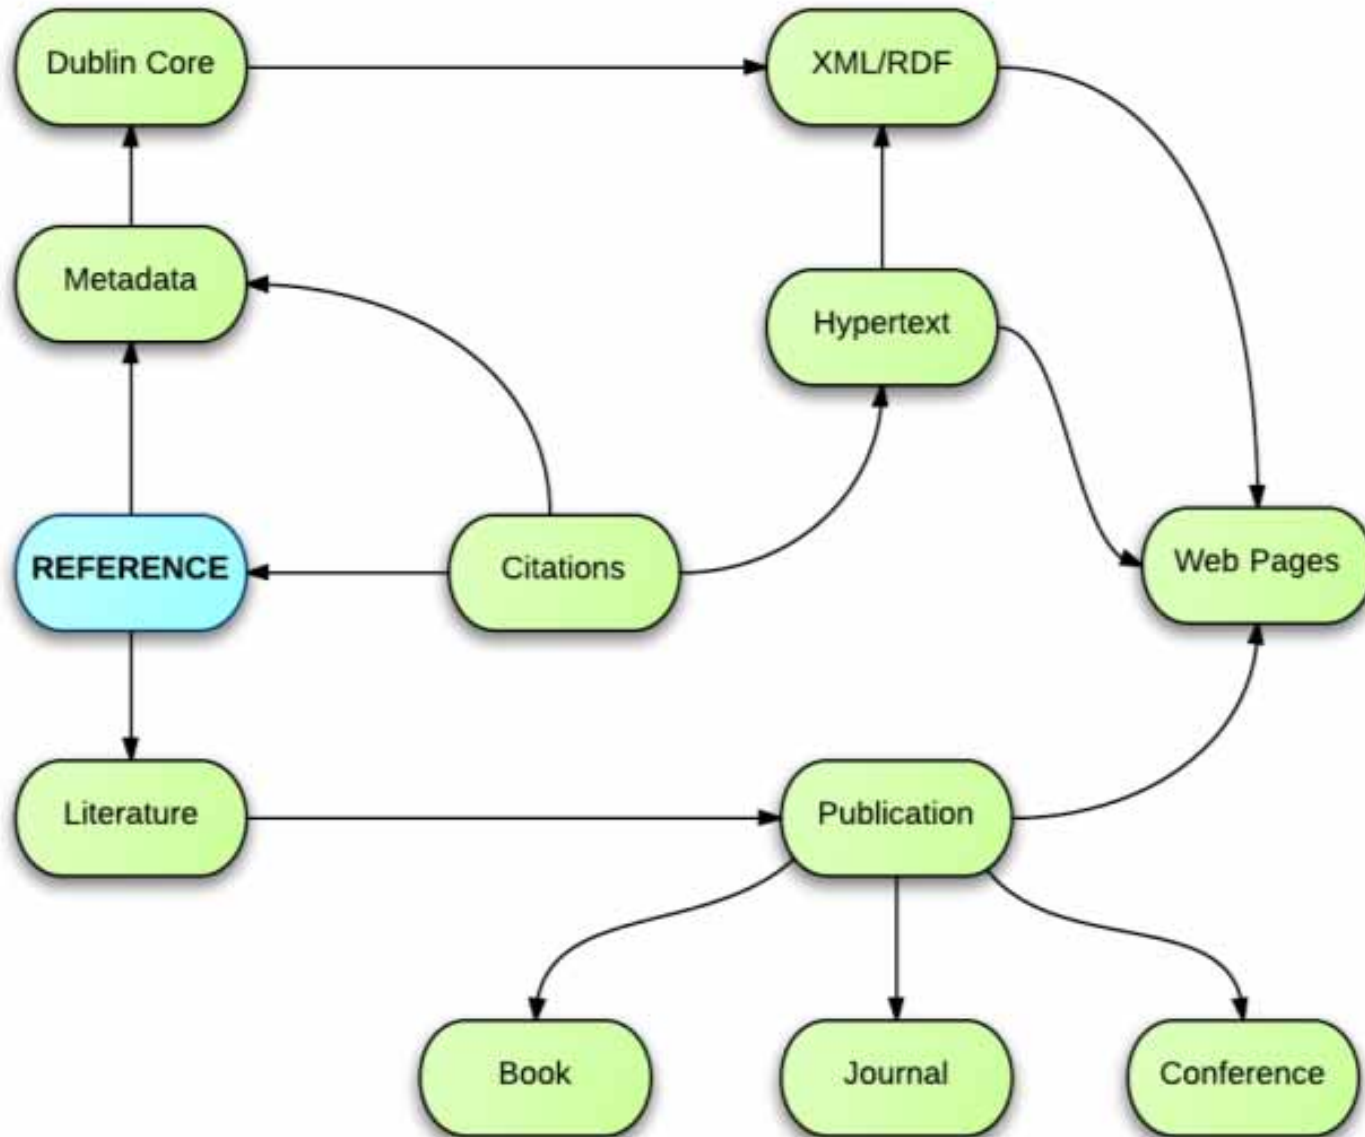 Dublin Core
XML/RDF
Metadata
Hypertext
REFERENCE
Citations
Web Pages
Literature
Publication
Book
Journal
Conference